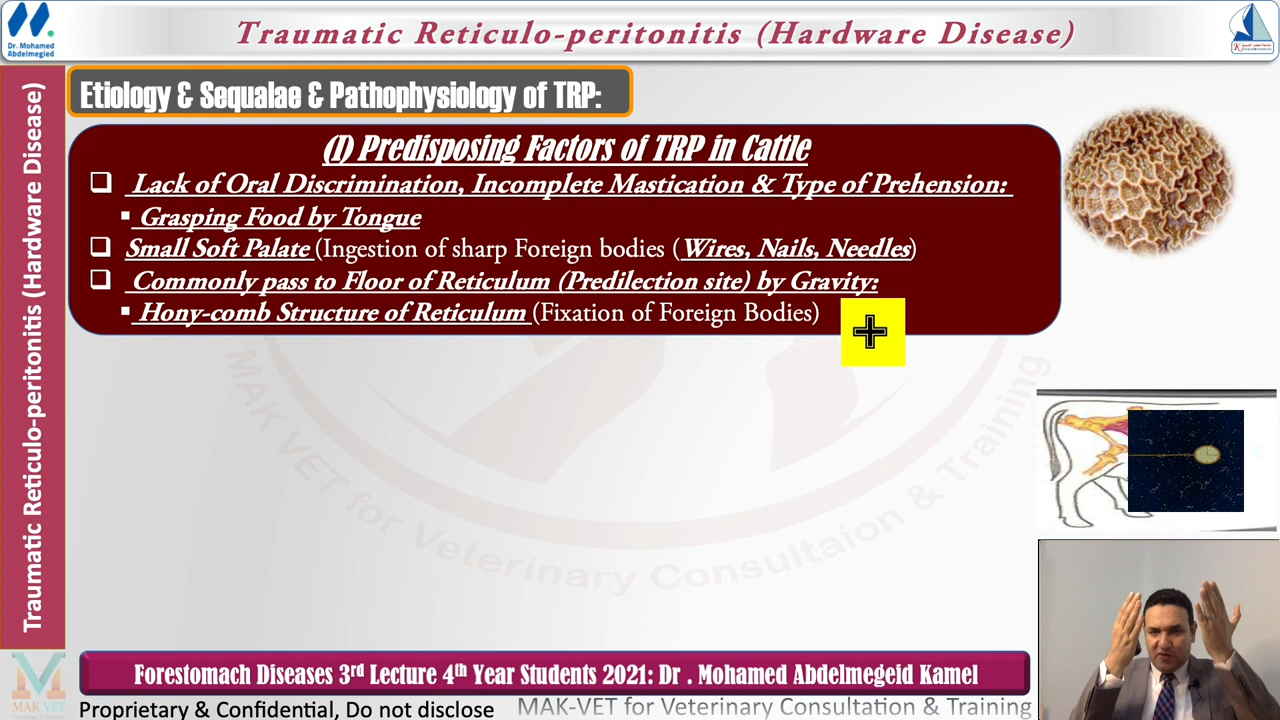 Dr. Mohamed
Abdelmegied
Traumatic Reticulo-peritonitis (Hardware Disease)
Traumatic Reticulo-peritonitis (Hardware Disease)
Etiology & Sequalae & Pathophysiology of TRP:
(I) Predisposing Factors of TRP in Cattle
Lack of Oral Discrimination, Incomplete Mastication & Type of Prehension:
Grasping Food by Tongue
Small Soft Palate (Ingestion of sharp Foreign bodies (Wires, Nails, Needles)
Commonly pass to Floor of Reticulum (Predilection site) by Gravity:
Hony-comb Structure of Reticulum (Fixation of Foreign Bodies)
MAK VET for Veterinary Consultaion & Training
Forestomach Diseases 3rd Lecture 4th Year Students 2021: Dr . Mohamed Abdelmegeid Kamel
MAK VET
Proprietary & Confidential, Do not disclose
MAK-VET for Veterinary Consultation & Training